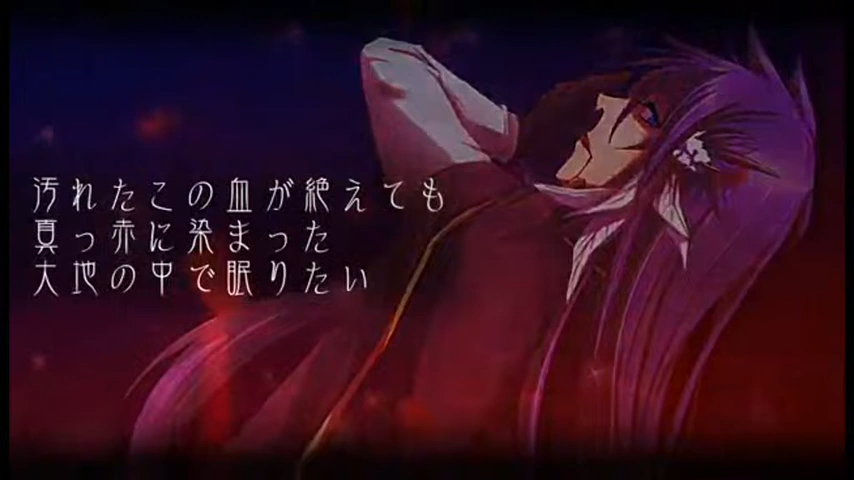 汚れたこの血が絶えても
真っ赤に染まった
大地の中で眠りたい